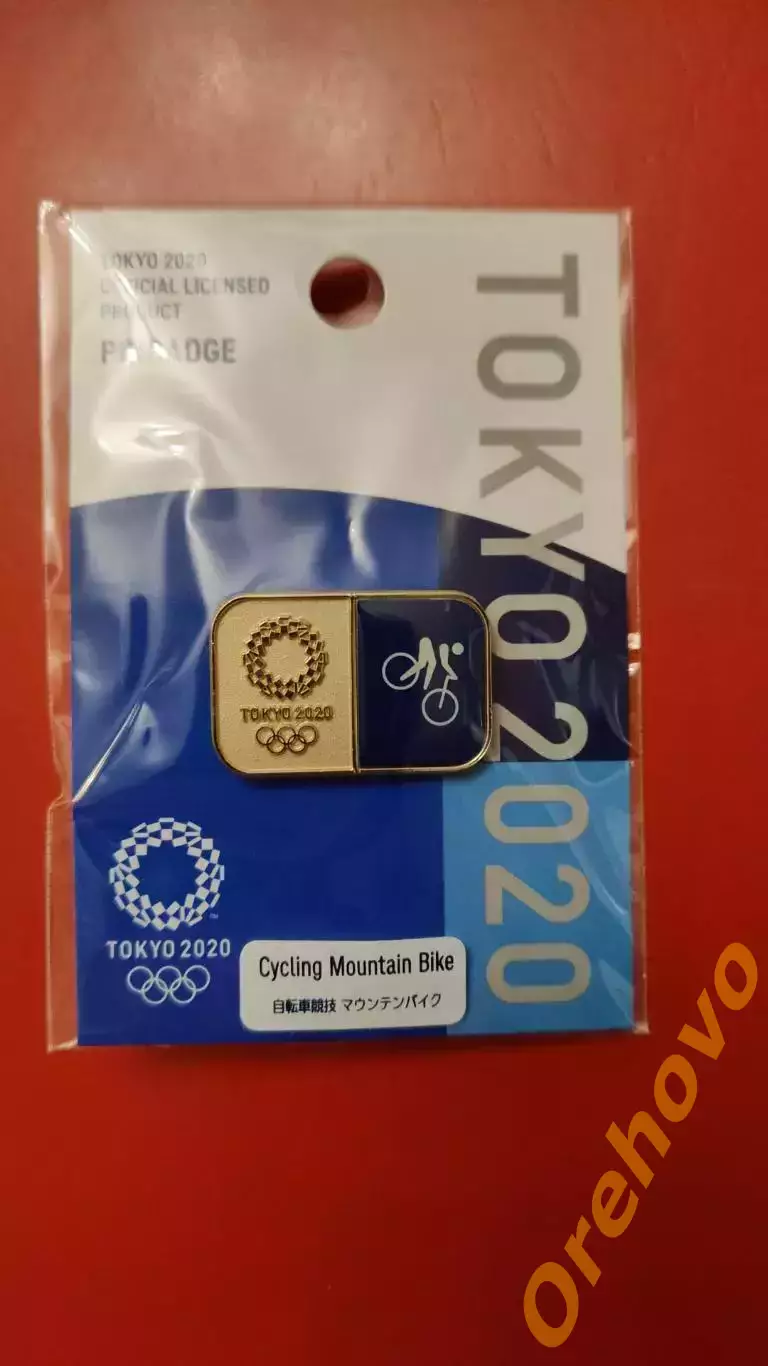 TOKYO 2020
OFFICIAL LICENSED
PRODUCT
PIN BADGE
TOKYO 2020
TOKYO 2020
TOKYO 2020
Cycling Mountain Bike
自転車競技 マウンテンバイク
Orehovo